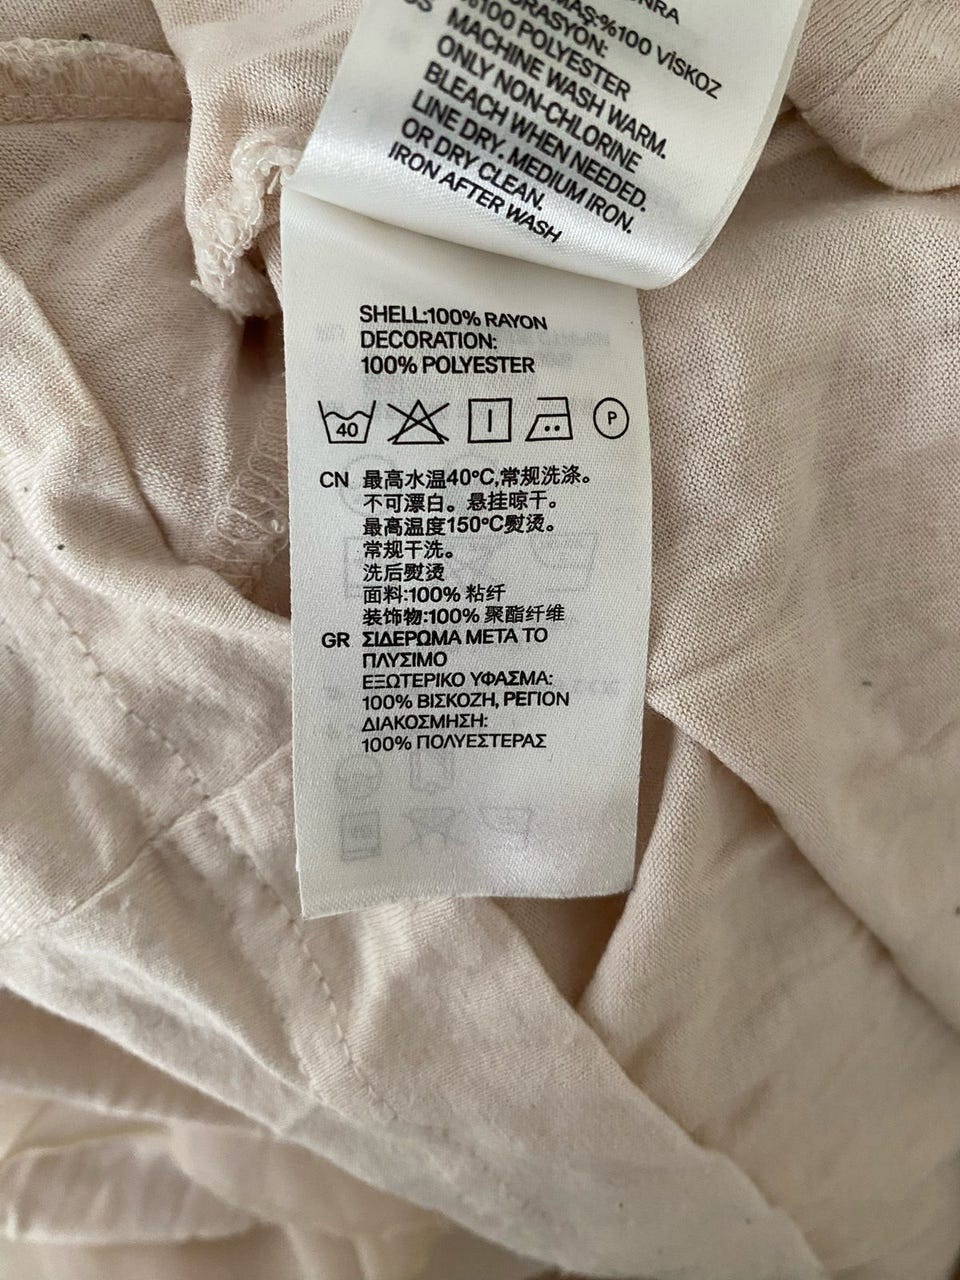 %100 VİSKOZ
%100 POLYESTER
MACHINE WASH WARM.
ONLY NON-CHLORINE
BLEACH WHEN NEEDED.
LINE DRY. MEDIUM IRON.
OR DRY CLEAN.
IRON AFTER WASH
SHELL:100% RAYON
DECORATION:
100% POLYESTER
40
P
CN 最高水温40°C,常规洗涤。
不可漂白。悬挂晾干。
最高温度150°C熨烫。
常规干洗。
洗后熨烫
面料:100% 粘纤
装饰物:100% 聚酯纤维
GR ΣΙΔΕΡΩΜΑ ΜΕΤΑ ΤΟ
ΠΛΥΣΙΜΟ
ΕΞΩΤΕΡΙΚΟ ΥΦΑΣΜΑ:
100% ΒΙΣΚΟΖΗ, ΡΕΓΙΟΝ
ΔΙΑΚΟΣΜΗΣΗ:
100% ΠΟΛΥΕΣΤΕΡΑΣ